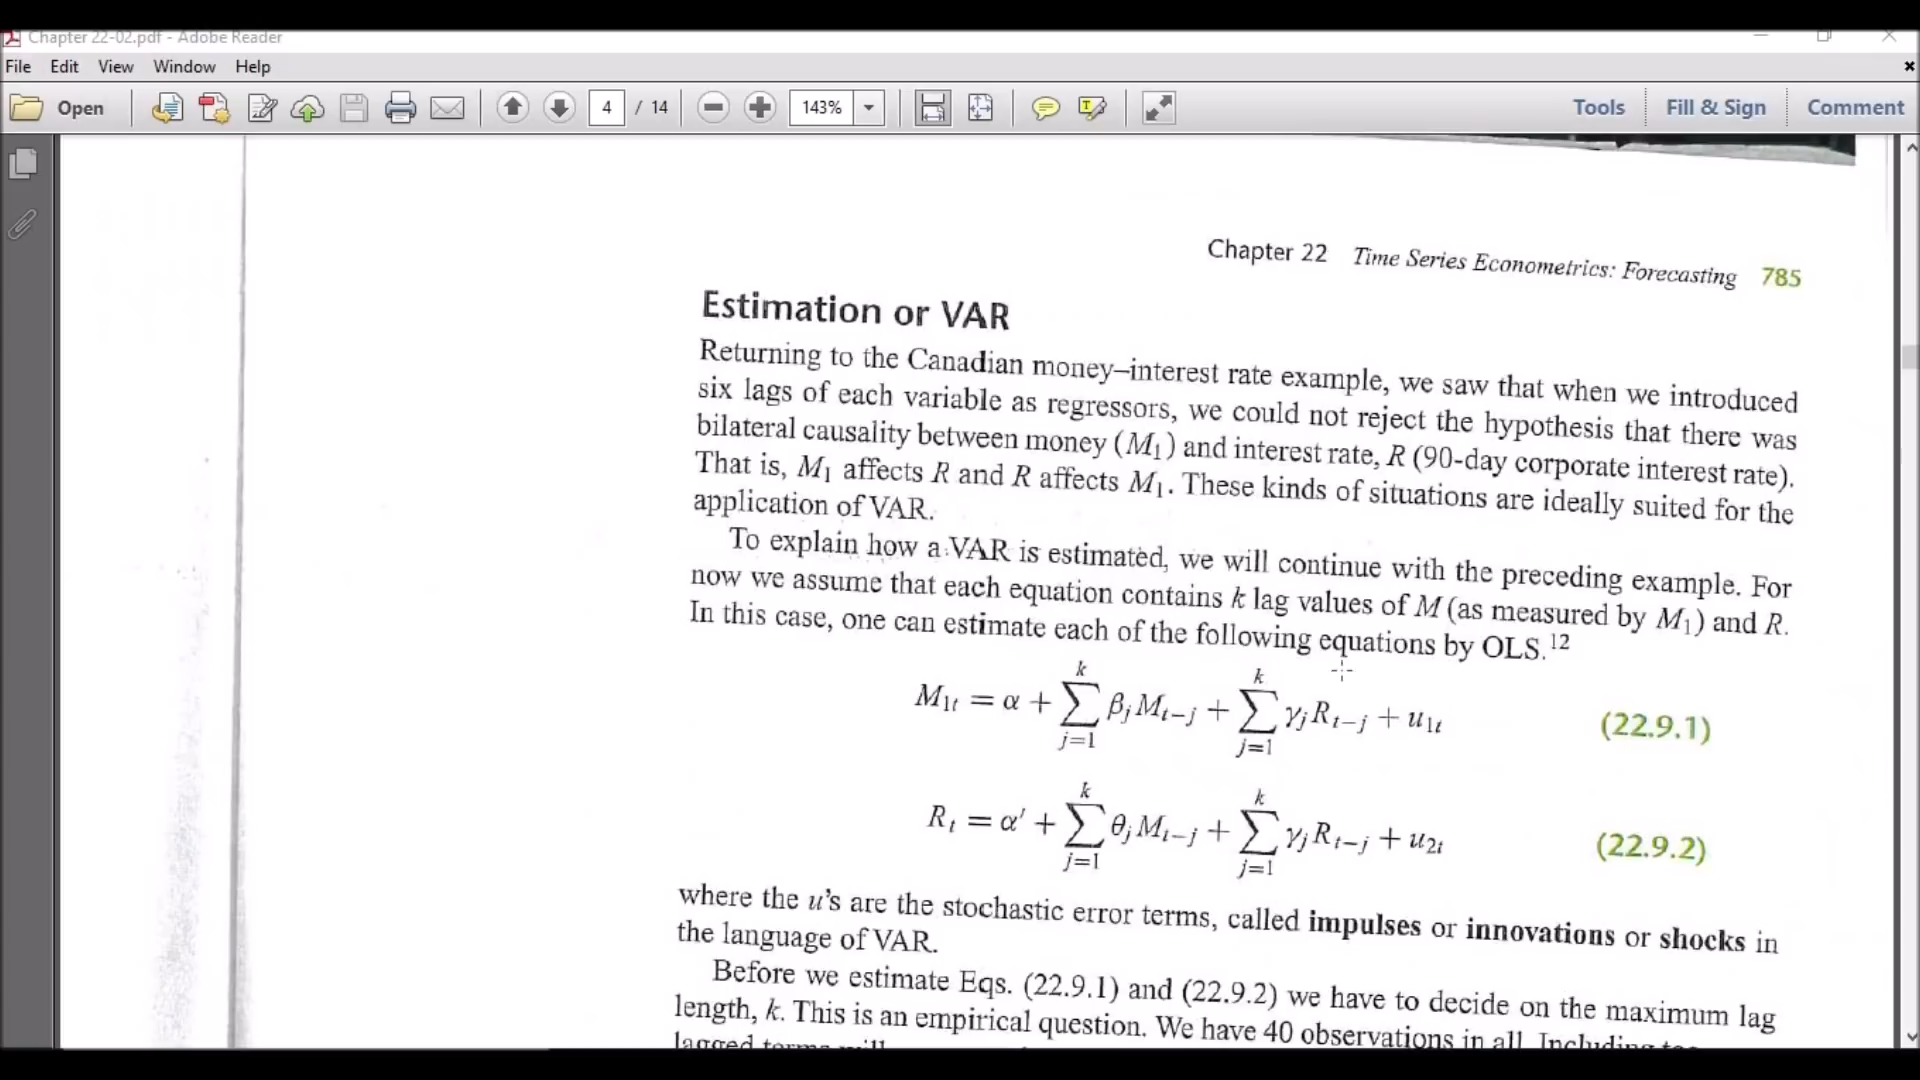 Chapter 22-02.pdf - Adobe Reader
File Edit View Window Help
Open 4 / 14 143% Tools Fill & Sign Comment
Chapter 22 Time Series Econometrics: Forecasting 785
Estimation or VAR
Returning to the Canadian money–interest rate example, we saw that when we introduced
six lags of each variable as regressors, we could not reject the hypothesis that there was
bilateral causality between money (M₁) and interest rate, R (90-day corporate interest rate).
That is, M₁ affects R and R affects M₁. These kinds of situations are ideally suited for the
application of VAR.
To explain how a VAR is estimated, we will continue with the preceding example. For
now we assume that each equation contains k lag values of M (as measured by M₁) and R.
In this case, one can estimate each of the following equations by OLS.¹²
M₁ₜ = α + ∑ⱼ₌₁ᵏ βⱼMₜ₋ⱼ + ∑ⱼ₌₁ᵏ γⱼRₜ₋ⱼ + u₁ₜ (22.9.1)
Rₜ = α′ + ∑ⱼ₌₁ᵏ θⱼMₜ₋ⱼ + ∑ⱼ₌₁ᵏ γⱼRₜ₋ⱼ + u₂ₜ (22.9.2)
where the u's are the stochastic error terms, called impulses or innovations or shocks in
the language of VAR.
Before we estimate Eqs. (22.9.1) and (22.9.2) we have to decide on the maximum lag
length, k. This is an empirical question. We have 40 observations in all. Including
lagged terms